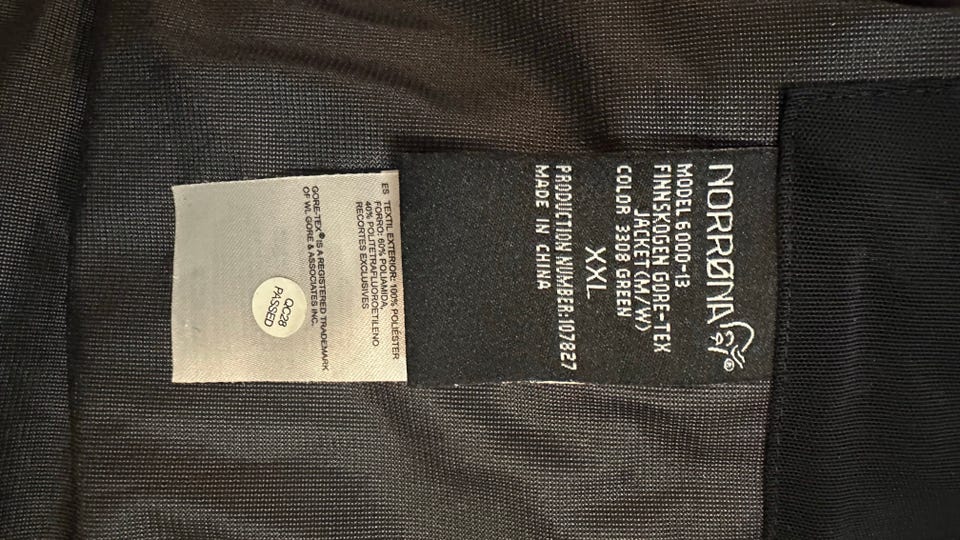 NORRØNA®
MODEL 6000-13
FINNSKOGEN GORE-TEX
JACKET (M/W)
COLOR 3308 GREEN
XXL
PRODUCTION NUMBER:107827
MADE IN CHINA
ES TEXTIL EXTERIOR: 100% POLIÉSTER
FORRO: 60% POLIAMIDA,
40% POLITETRAFLUOROETILENO
RECORTES EXCLUSIVES
GORE-TEX® IS A REGISTERED TRADEMARK
OF WL GORE & ASSOCIATES INC.
QC28
PASSED